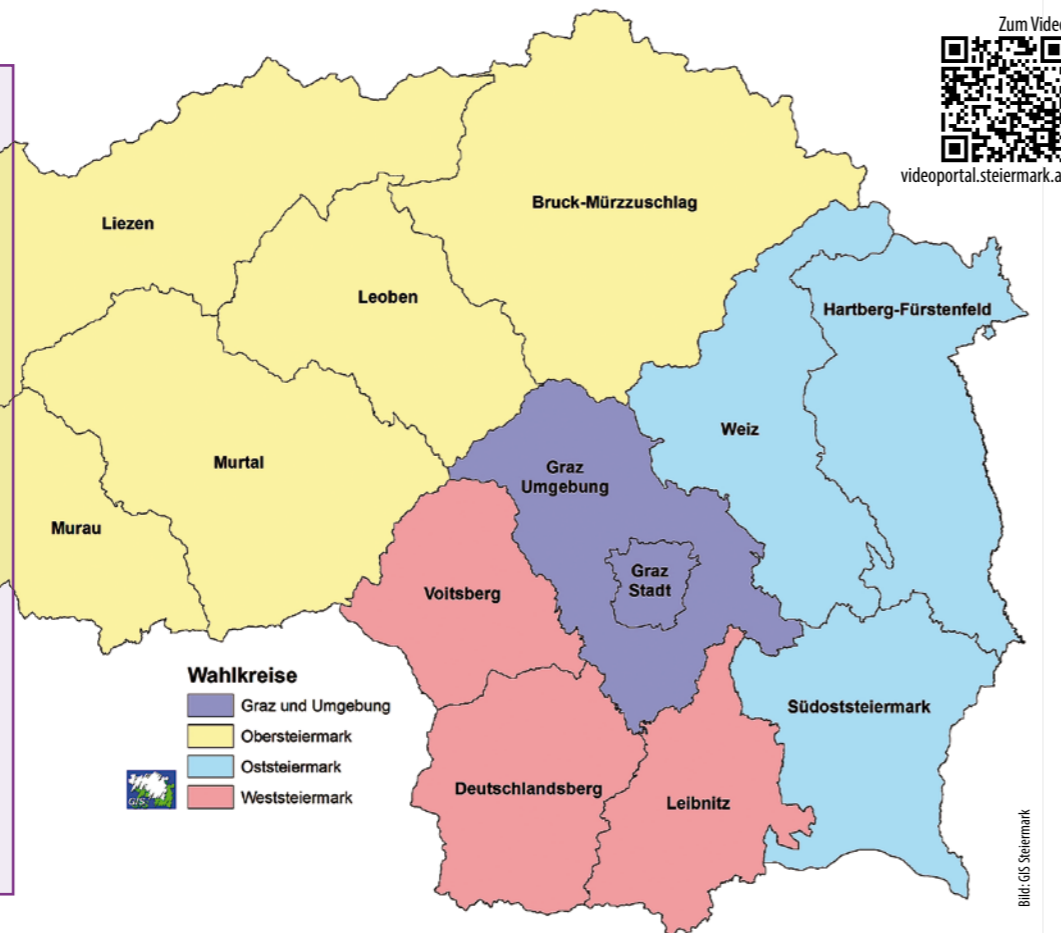 Zum Video
videoportal.steiermark.a
Liezen
Bruck-Mürzzuschlag
Leoben
Hartberg-Fürstenfeld
Weiz
Murtal
Graz
Umgebung
Murau
Graz
Stadt
Voitsberg
Wahlkreise
Graz und Umgebung
Obersteiermark
Oststeiermark
Weststeiermark
GIS
Südoststeiermark
Deutschlandsberg
Leibnitz
Bild: GIS Steiermark